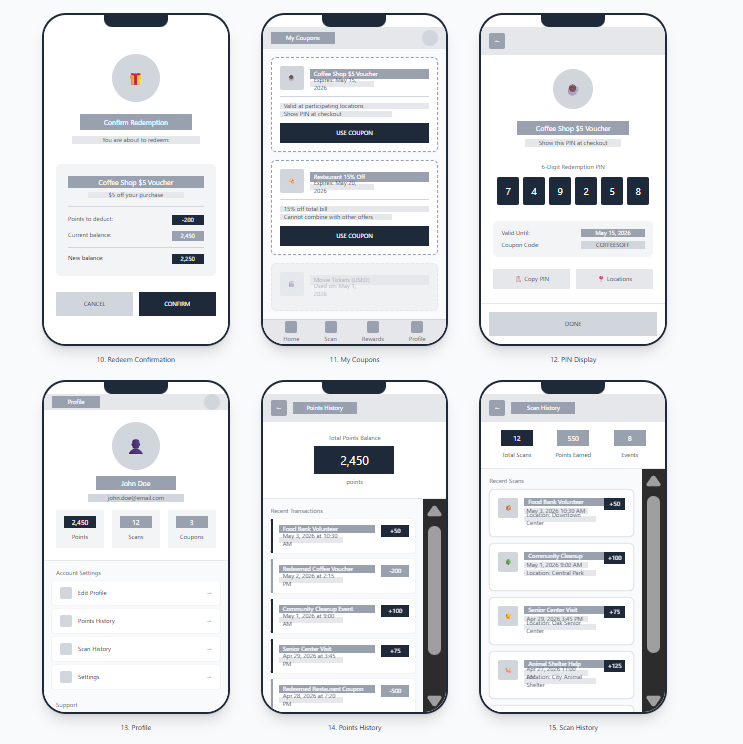 Confirm Redemption
You are about to redeem:
Coffee Shop $5 Voucher
$5 off your purchase
Points to deduct:
-200
Current balance:
2,450
New balance:
2,250
CANCEL
CONFIRM
10. Redeem Confirmation
My Coupons
Coffee Shop $5 Voucher
Expires: May 15,
2026
Valid at participating locations
Show PIN at checkout
USE COUPON
Restaurant 15% Off
Expires: May 20,
2026
15% off total bill
Cannot combine with other offers
USE COUPON
Movie Tickets (USED)
Used on: May 1,
2026
Home
Scan
Rewards
Profile
11. My Coupons
←
Coffee Shop $5 Voucher
Show this PIN at checkout
6-Digit Redemption PIN
7 4 9 2 5 8
Valid Until:
May 15, 2026
Coupon Code:
COFFEE5OFF
Copy PIN
Locations
DONE
12. PIN Display
Profile
John Doe
john.doe@email.com
2,450
Points
12
Scans
3
Coupons
Account Settings
Edit Profile →
Points History →
Scan History →
Settings →
Support
13. Profile
← Points History
Total Points Balance
2,450
points
Recent Transactions
Food Bank Volunteer
May 3, 2026 at 10:30
AM
+50
Redeemed Coffee Voucher
May 2, 2026 at 2:15
PM
-200
Community Cleanup Event
May 1, 2026 at 9:00
AM
+100
Senior Center Visit
Apr 29, 2026 at 3:45
PM
+75
Redeemed Restaurant Coupon
Apr 28, 2026 at 7:20
PM
-500
14. Points History
← Scan History
12
Total Scans
550
Points Earned
8
Events
Recent Scans
Food Bank Volunteer
May 3, 2026 10:30 AM
Location: Downtown
Center
+50
Community Cleanup
May 1, 2026 9:00 AM
Location: Central Park
+100
Senior Center Visit
Apr 29, 2026 3:45 PM
Location: Oak Senior
Center
+75
Animal Shelter Help
Apr 27, 2026 11:00
AM
Location: City Animal
Shelter
+125
15. Scan History